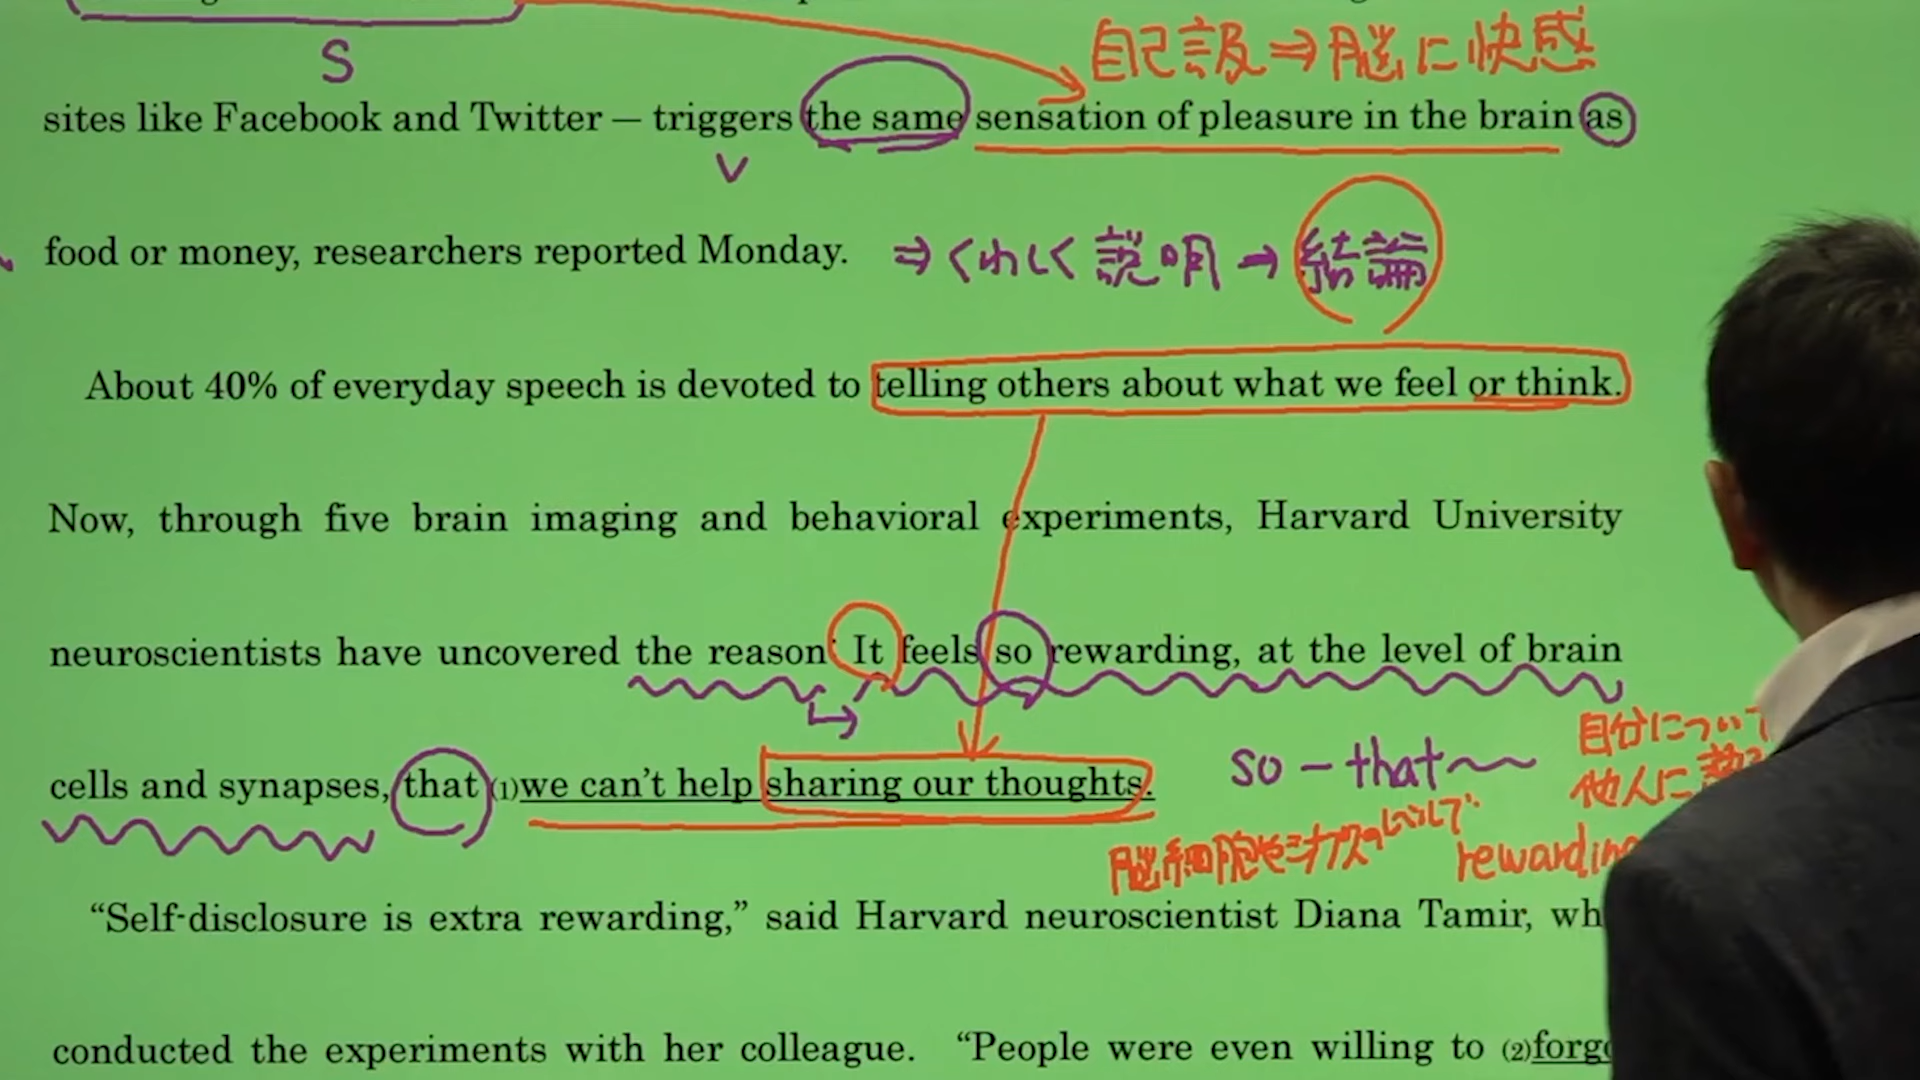 S
自己言及⇒脳に快感
sites like Facebook and Twitter — triggers the same sensation of pleasure in the brain as
V
food or money, researchers reported Monday. ⇒くわしく説明→結論
About 40% of everyday speech is devoted to telling others about what we feel or think.
Now, through five brain imaging and behavioral experiments, Harvard University
neuroscientists have uncovered the reason: It feels so rewarding, at the level of brain
自分について
cells and synapses, that (1)we can't help sharing our thoughts. so - that ~
他人に
脳細胞やシナプスのレベルで rewarding
“Self-disclosure is extra rewarding,” said Harvard neuroscientist Diana Tamir,
conducted the experiments with her colleague. “People were even willing to (2)